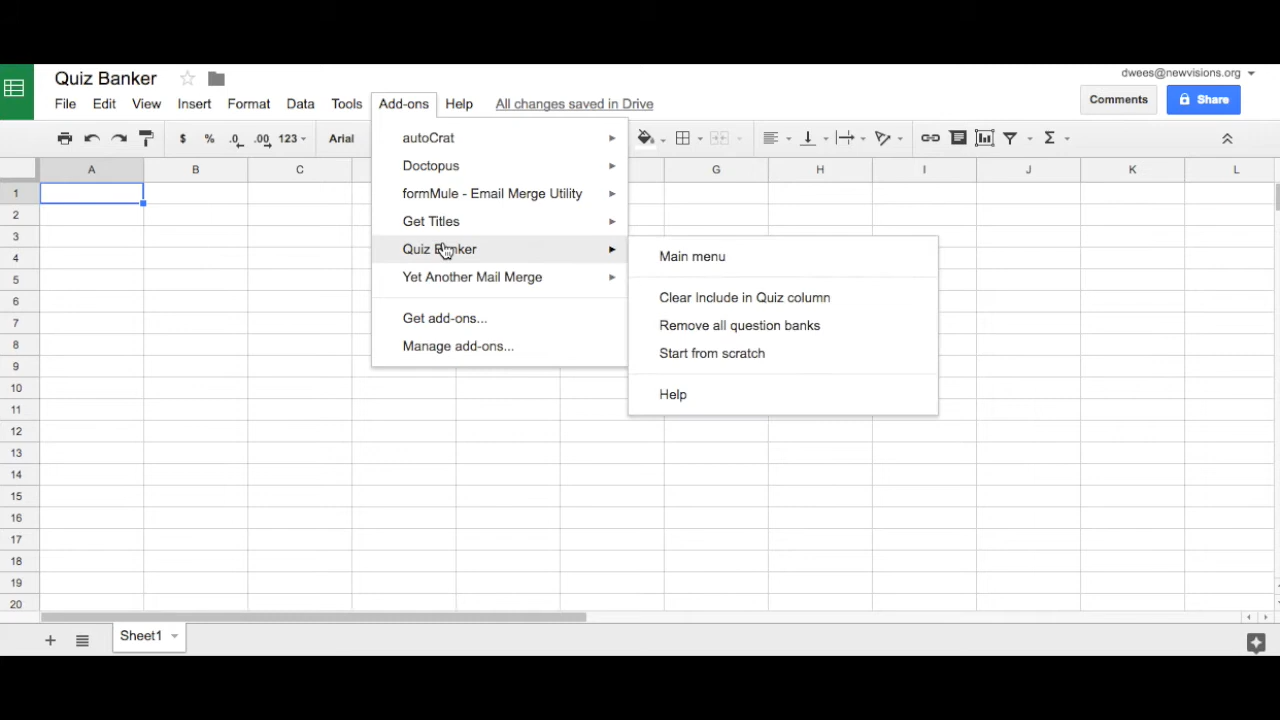 Quiz Banker
dwees@newvisions.org
File Edit View Insert Format Data Tools Add-ons Help All changes saved in Drive
Comments
Share
$ % .0 .00 123 Arial
autoCrat
Doctopus
formMule - Email Merge Utility
Get Titles
Quiz Banker
Yet Another Mail Merge
Get add-ons...
Manage add-ons...
Main menu
Clear Include in Quiz column
Remove all question banks
Start from scratch
Help
A B C G H I J K L
1
2
3
4
5
6
7
8
9
10
11
12
13
14
15
16
17
18
19
20
Sheet1